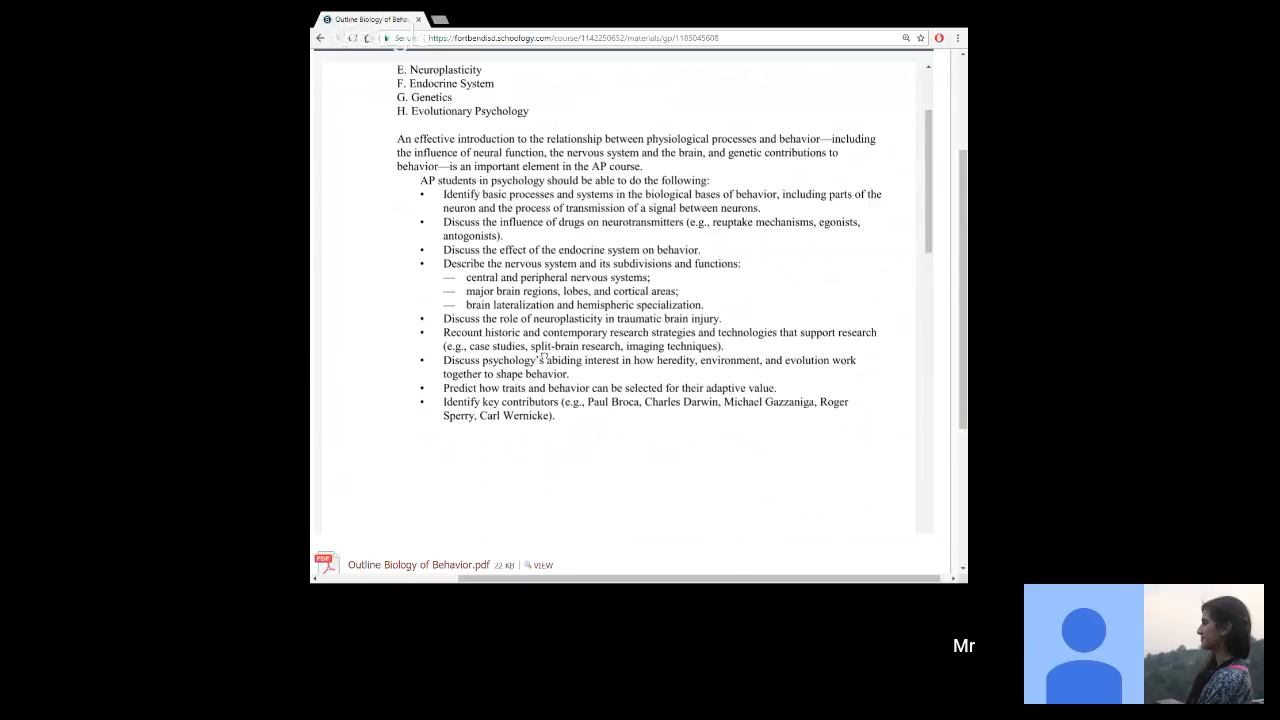 Outline Biology of Beha
https://fortbendisd.schoology.com/course/1142250652/materials/gp/1185045608
E. Neuroplasticity
F. Endocrine System
G. Genetics
H. Evolutionary Psychology
An effective introduction to the relationship between physiological processes and behavior—including
the influence of neural function, the nervous system and the brain, and genetic contributions to
behavior—is an important element in the AP course.
AP students in psychology should be able to do the following:
• Identify basic processes and systems in the biological bases of behavior, including parts of the
neuron and the process of transmission of a signal between neurons.
• Discuss the influence of drugs on neurotransmitters (e.g., reuptake mechanisms, egonists,
antogonists).
• Discuss the effect of the endocrine system on behavior.
• Describe the nervous system and its subdivisions and functions:
— central and peripheral nervous systems;
— major brain regions, lobes, and cortical areas;
— brain lateralization and hemispheric specialization.
• Discuss the role of neuroplasticity in traumatic brain injury.
• Recount historic and contemporary research strategies and technologies that support research
(e.g., case studies, split-brain research, imaging techniques).
• Discuss psychology's abiding interest in how heredity, environment, and evolution work
together to shape behavior.
• Predict how traits and behavior can be selected for their adaptive value.
• Identify key contributors (e.g., Paul Broca, Charles Darwin, Michael Gazzaniga, Roger
Sperry, Carl Wernicke).
PDF Outline Biology of Behavior.pdf 22 KB VIEW
Mr